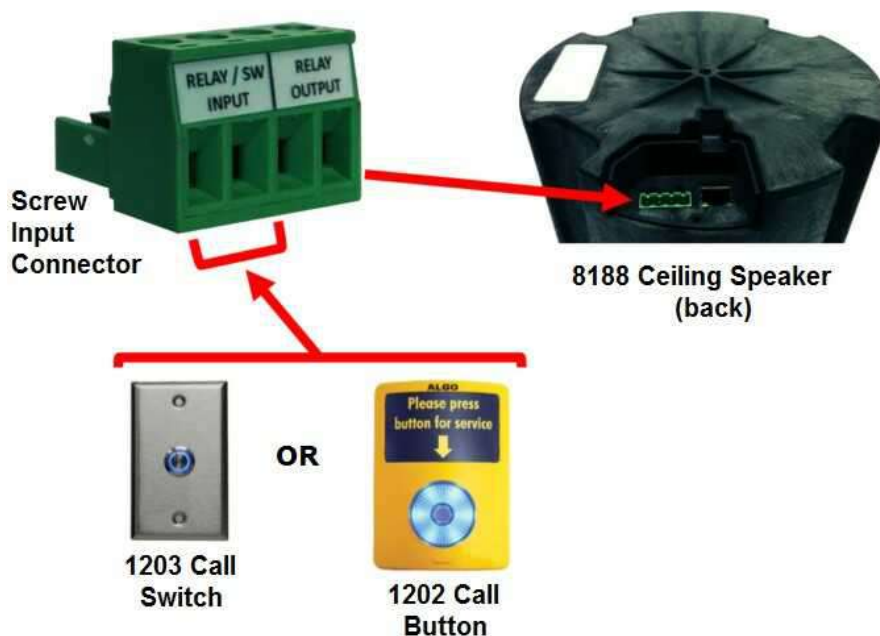 RELAY / SW
INPUT
RELAY
OUTPUT
Screw
Input
Connector
8188 Ceiling Speaker
(back)
ALGO
Please press
button for service
OR
1203 Call
Switch
1202 Call
Button